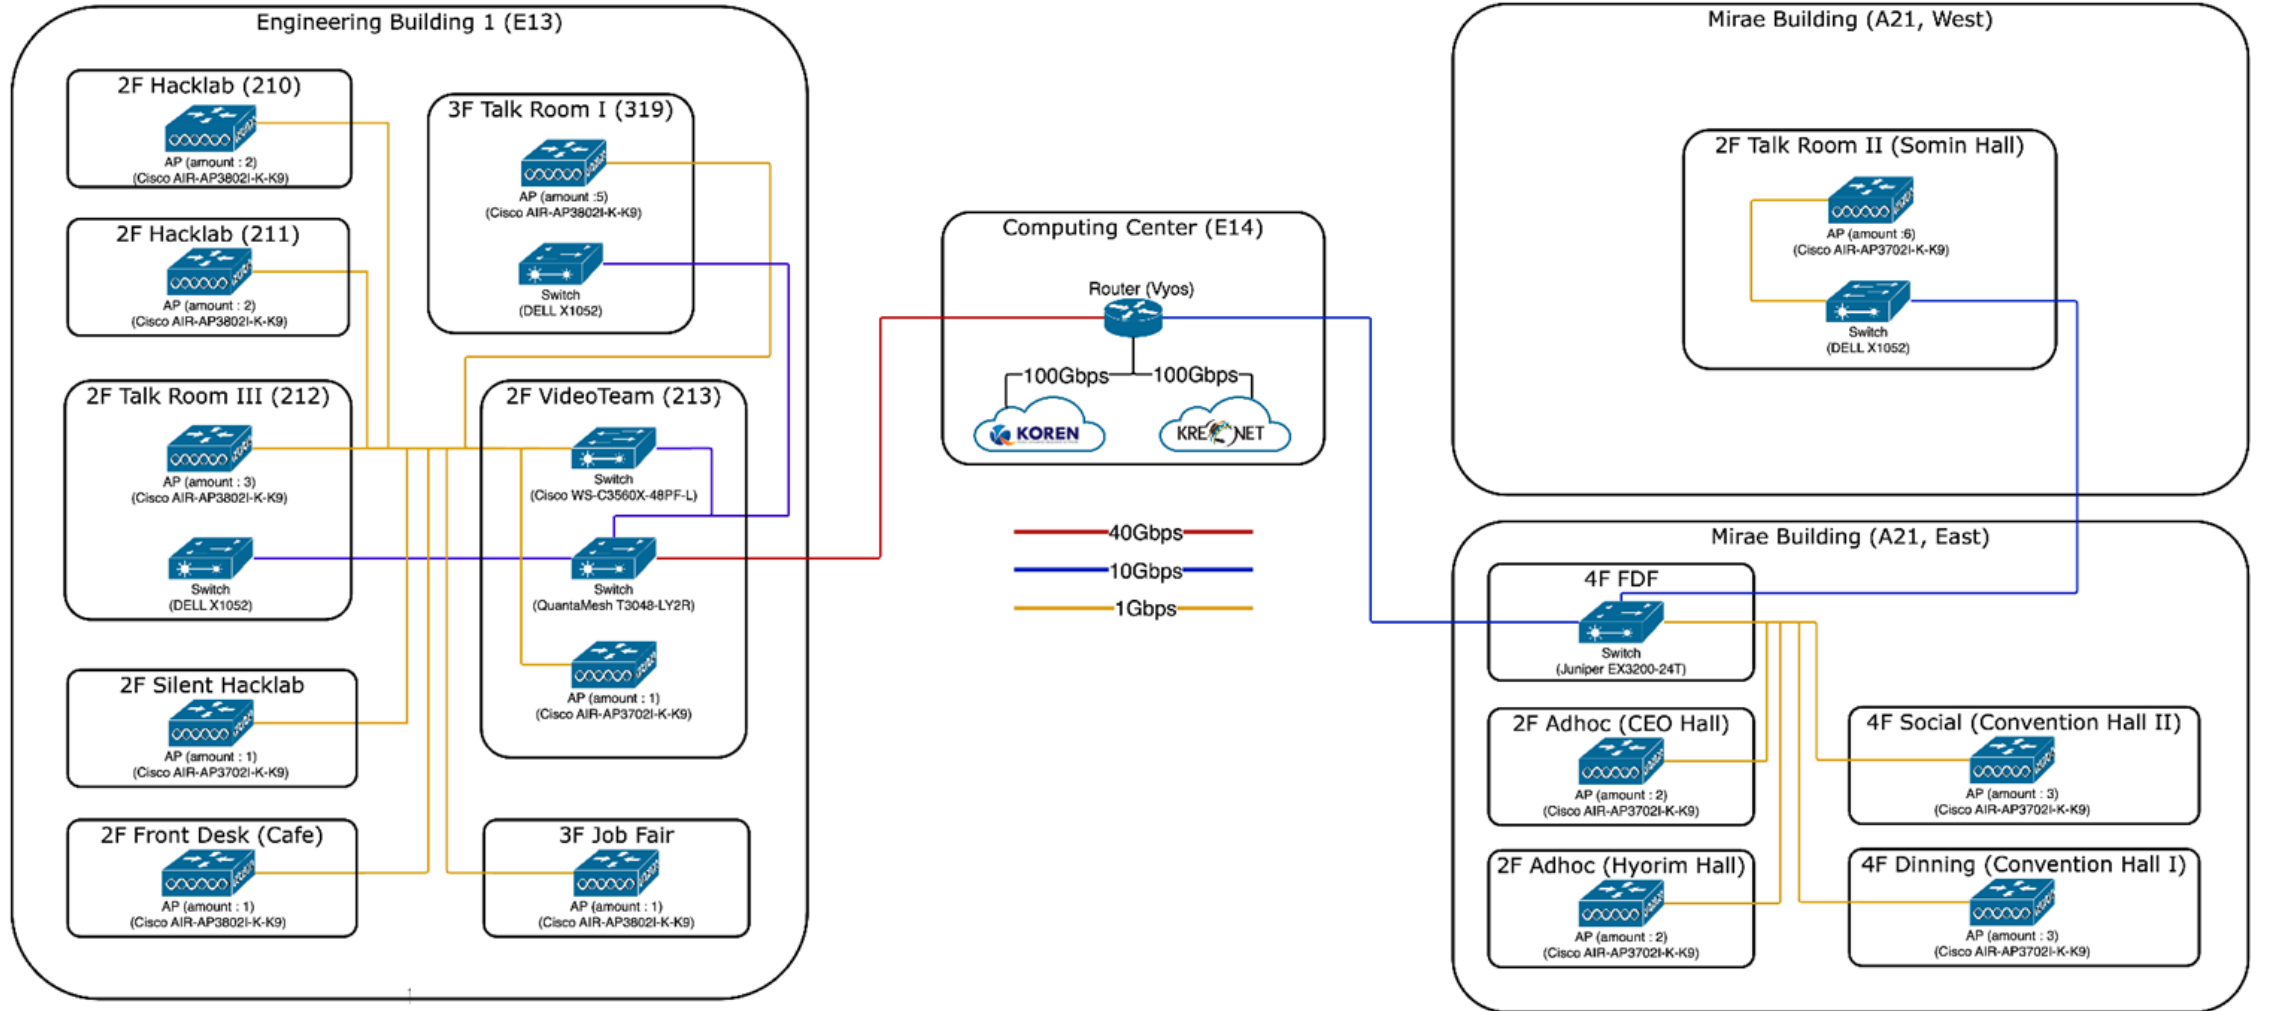 Engineering Building 1 (E13)
2F Hacklab (210)
AP (amount : 2)
(Cisco AIR-AP3802I-K-K9)
2F Hacklab (211)
AP (amount : 2)
(Cisco AIR-AP3802I-K-K9)
2F Talk Room III (212)
AP (amount : 3)
(Cisco AIR-AP3802I-K-K9)
Switch
(DELL X1052)
2F Silent Hacklab
AP (amount : 1)
(Cisco AIR-AP3702I-K-K9)
2F Front Desk (Cafe)
AP (amount : 1)
(Cisco AIR-AP3802I-K-K9)
3F Talk Room I (319)
AP (amount :5)
(Cisco AIR-AP3802I-K-K9)
Switch
(DELL X1052)
2F VideoTeam (213)
Switch
(Cisco WS-C3560X-48PF-L)
Switch
(QuantaMesh T3048-LY2R)
AP (amount : 1)
(Cisco AIR-AP3702I-K-K9)
3F Job Fair
AP (amount : 1)
(Cisco AIR-AP3802I-K-K9)
Computing Center (E14)
Router (Vyos)
100Gbps
100Gbps
KOREN
KREONET
40Gbps
10Gbps
1Gbps
Mirae Building (A21, West)
2F Talk Room II (Somin Hall)
AP (amount :6)
(Cisco AIR-AP3702I-K-K9)
Switch
(DELL X1052)
Mirae Building (A21, East)
4F FDF
Switch
(Juniper EX3200-24T)
2F Adhoc (CEO Hall)
AP (amount : 2)
(Cisco AIR-AP3702I-K-K9)
4F Social (Convention Hall II)
AP (amount : 3)
(Cisco AIR-AP3702I-K-K9)
2F Adhoc (Hyorim Hall)
AP (amount : 2)
(Cisco AIR-AP3702I-K-K9)
4F Dinning (Convention Hall I)
AP (amount : 3)
(Cisco AIR-AP3702I-K-K9)